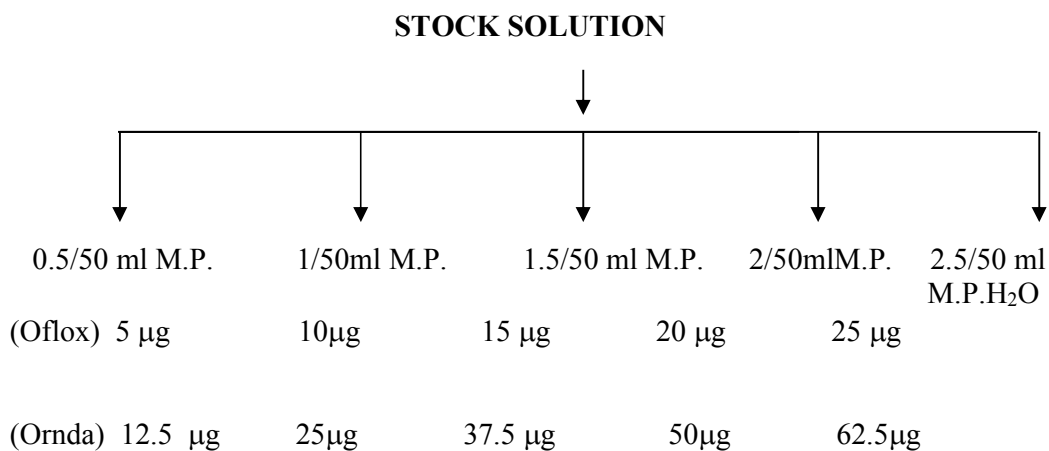 STOCK SOLUTION
0.5/50 ml M.P. 1/50ml M.P. 1.5/50 ml M.P. 2/50mlM.P. 2.5/50 ml
M.P.H₂O
(Oflox) 5 μg 10μg 15 μg 20 μg 25 μg
(Ornda) 12.5 μg 25μg 37.5 μg 50μg 62.5μg